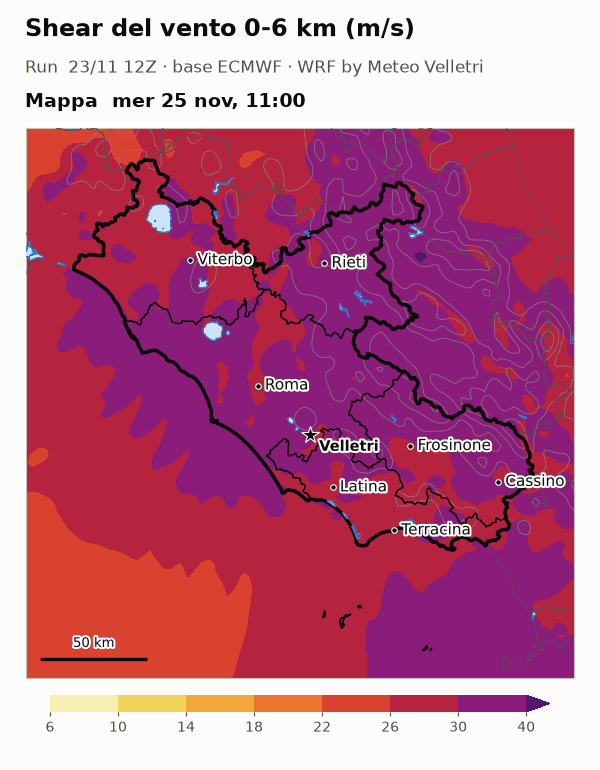 Shear del vento 0-6 km (m/s)
Run  23/11 12Z · base ECMWF · WRF by Meteo Velletri
Mappa  mer 25 nov, 11:00
Viterbo
Rieti
Roma
Velletri
Frosinone
Latina
Cassino
Terracina
50 km
6 10 14 18 22 26 30 40